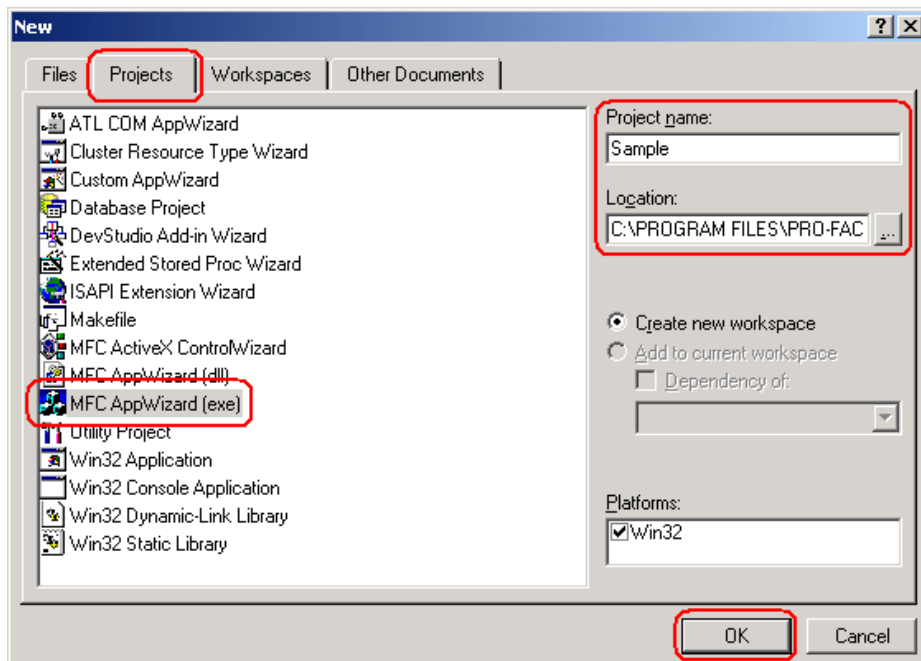 New
Files Projects Workspaces Other Documents
ATL COM AppWizard
Cluster Resource Type Wizard
Custom AppWizard
Database Project
DevStudio Add-in Wizard
Extended Stored Proc Wizard
ISAPI Extension Wizard
Makefile
MFC ActiveX ControlWizard
MFC AppWizard (dll)
MFC AppWizard (exe)
Utility Project
Win32 Application
Win32 Console Application
Win32 Dynamic-Link Library
Win32 Static Library
Project name:
Sample
Location:
C:\PROGRAM FILES\PRO-FAC
...
Create new workspace
Add to current workspace
Dependency of:
Platforms:
Win32
OK Cancel